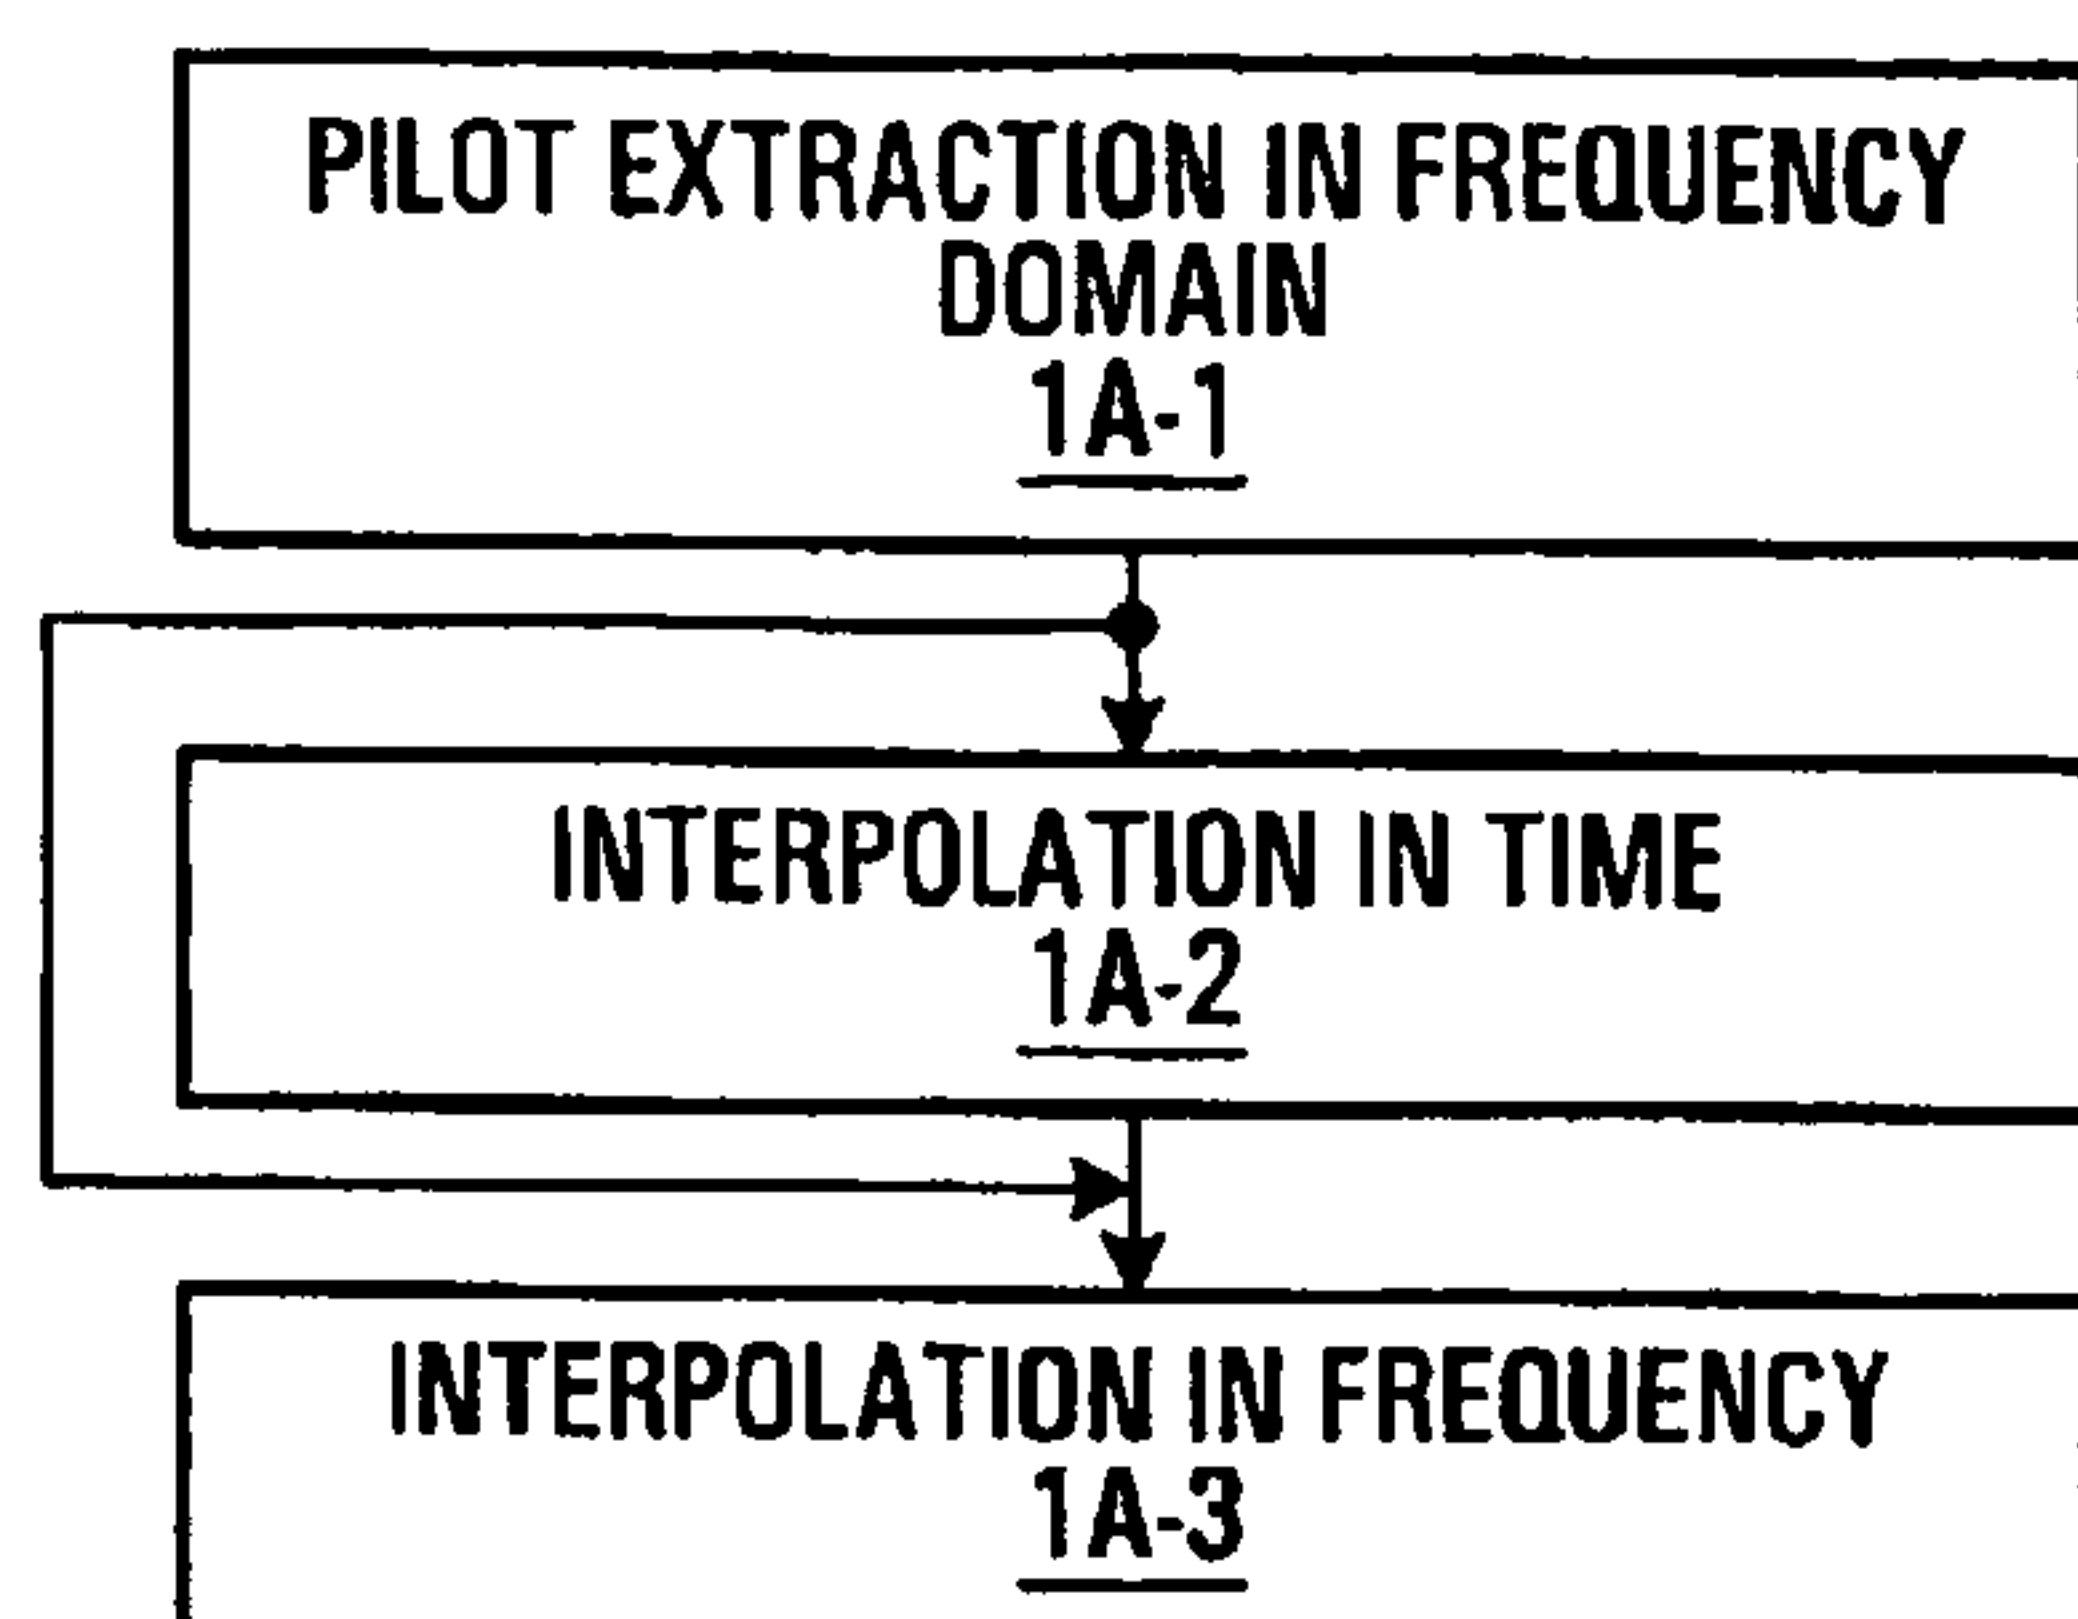 PILOT EXTRACTION IN FREQUENCY
DOMAIN
1A-1
INTERPOLATION IN TIME
1A-2
INTERPOLATION IN FREQUENCY
1A-3